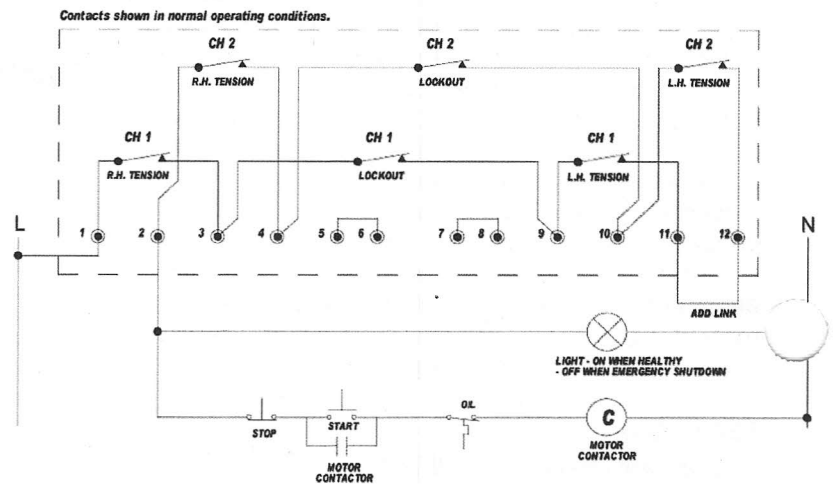 Contacts shown in normal operating conditions.
CH 2
CH 2
CH 2
R.H. TENSION
LOCKOUT
L.H. TENSION
CH 1
CH 1
CH 1
R.H. TENSION
LOCKOUT
L.H. TENSION
L
N
1
2
3
4
5
6
7
8
9
10
11
12
ADD LINK
LIGHT - ON WHEN HEALTHY
- OFF WHEN EMERGENCY SHUTDOWN
STOP
START
O/L
C
MOTOR
CONTACTOR
MOTOR
CONTACTOR